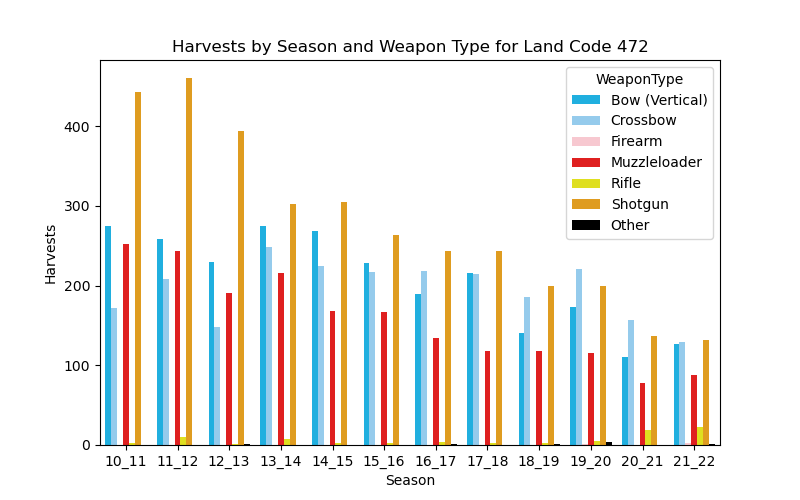 Harvests by Season and Weapon Type for Land Code 472
WeaponType
Bow (Vertical)
Crossbow
Firearm
Muzzleloader
Rifle
Shotgun
Other
Harvests
400
300
200
100
0
10_11 11_12 12_13 13_14 14_15 15_16 16_17 17_18 18_19 19_20 20_21 21_22
Season